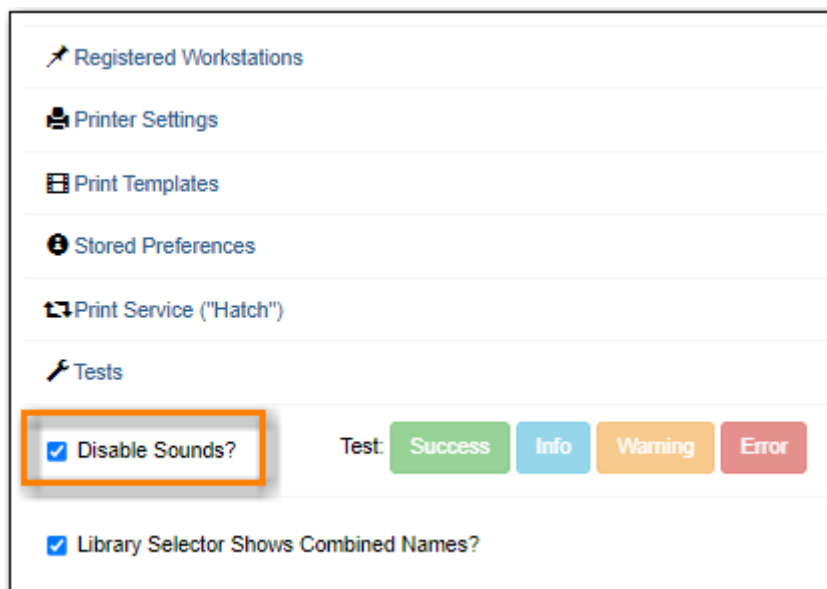 Registered Workstations
Printer Settings
Print Templates
Stored Preferences
Print Service ("Hatch")
Tests
Disable Sounds? Test: Success Info Warning Error
Library Selector Shows Combined Names?